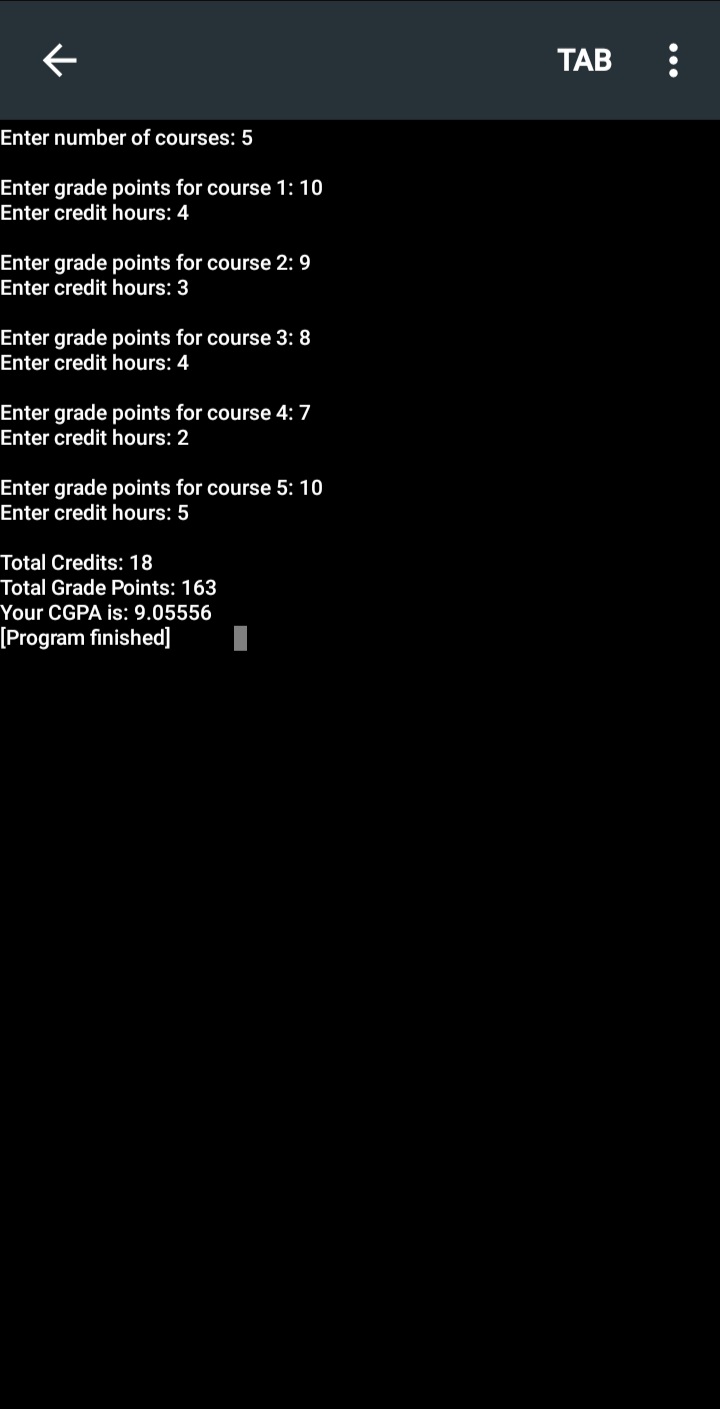 TAB
Enter number of courses: 5
Enter grade points for course 1: 10
Enter credit hours: 4
Enter grade points for course 2: 9
Enter credit hours: 3
Enter grade points for course 3: 8
Enter credit hours: 4
Enter grade points for course 4: 7
Enter credit hours: 2
Enter grade points for course 5: 10
Enter credit hours: 5
Total Credits: 18
Total Grade Points: 163
Your CGPA is: 9.05556
[Program finished]